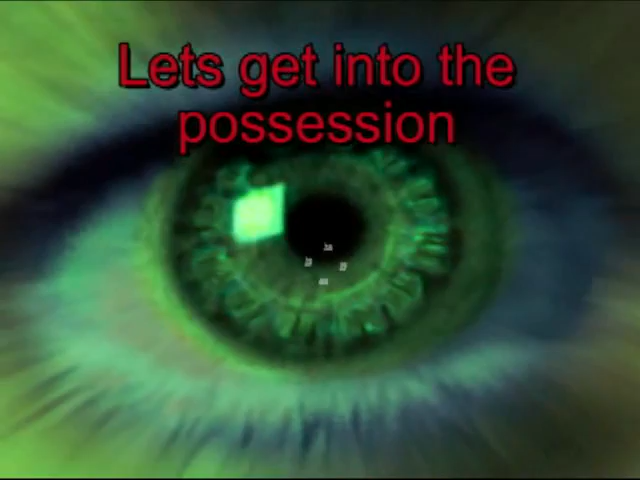 Lets get into the
possession